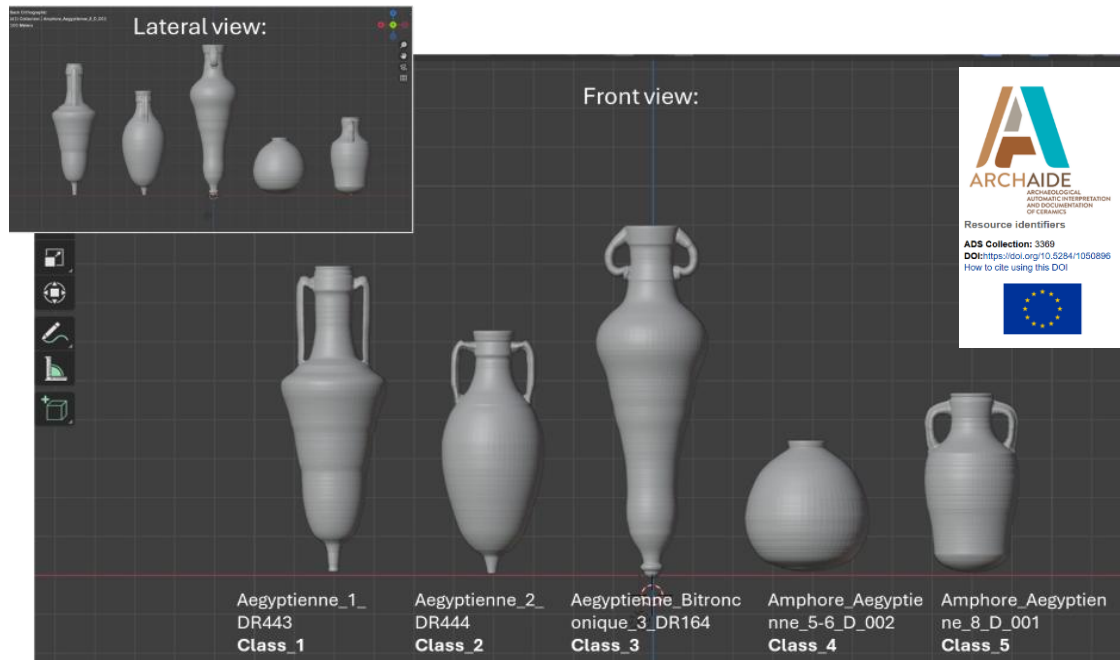 Back Orthographic
Lateral view:
Front view:
ARCHAIDE
ARCHAEOLOGICAL
AUTOMATIC INTERPRETATION
AND DOCUMENTATION
OF CERAMICS
Resource identifiers
ADS Collection: 3369
DOI:https://doi.org/10.5284/1050896
How to cite using this DOI
Aegyptienne_1_
DR443
Class_1
Aegyptienne_2_
DR444
Class_2
Aegyptienne_Bitronc
onique_3_DR164
Class_3
Amphore_Aegyptie
nne_5-6_D_002
Class_4
Amphore_Aegyptien
ne_8_D_001
Class_5